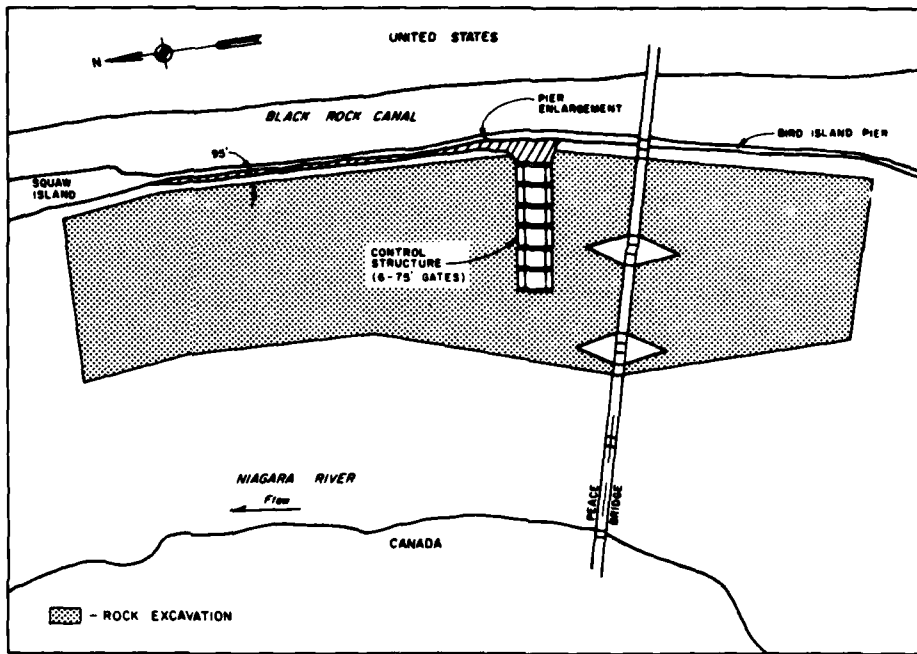 UNITED STATES
N
PIER
ENLARGEMENT
BLACK ROCK CANAL
BIRD ISLAND PIER
95'
SQUAW
ISLAND
CONTROL
STRUCTURE
(6-75' GATES)
NIAGARA RIVER
Flow
PEACE
BRIDGE
CANADA
- ROCK EXCAVATION